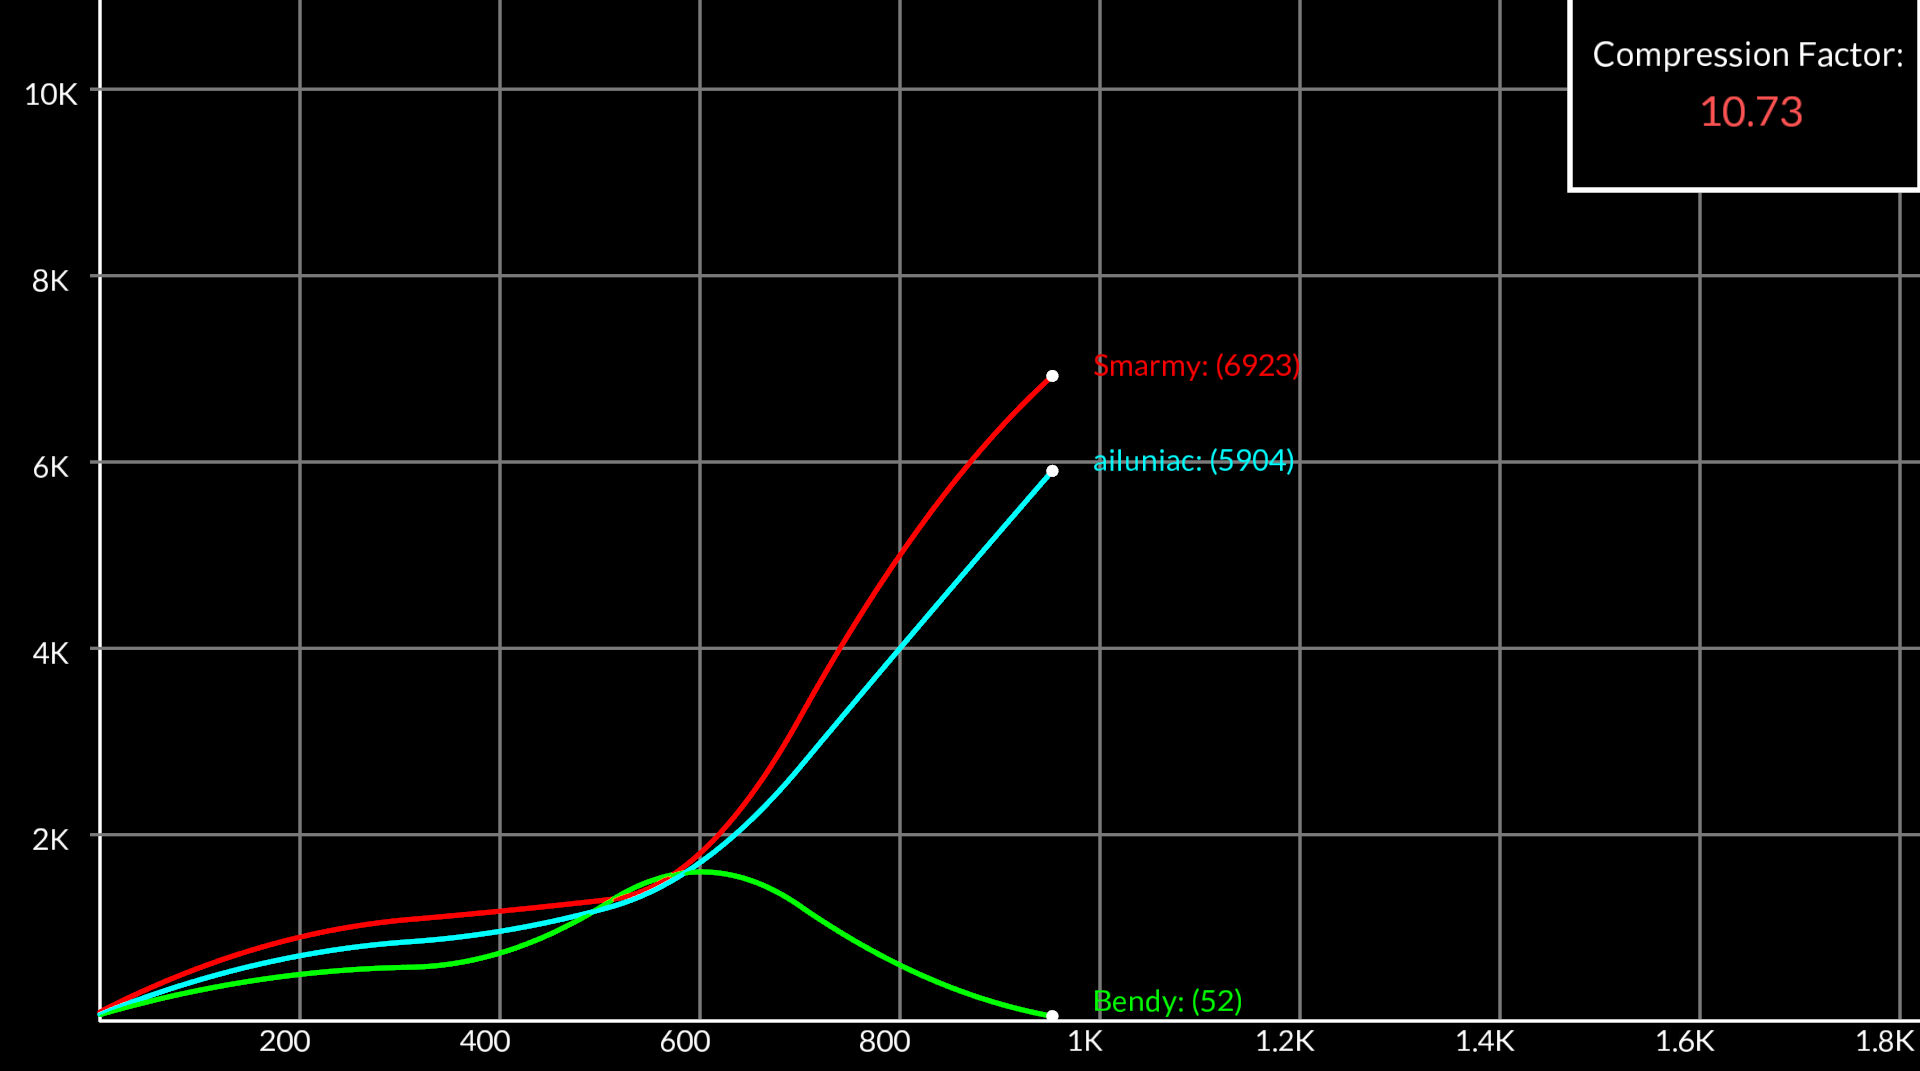 Compression Factor:
10.73
10K
8K
6K
4K
2K
Smarmy: (6923)
ailuniac: (5904)
Bendy: (52)
200 400 600 800 1K 1.2K 1.4K 1.6K 1.8K